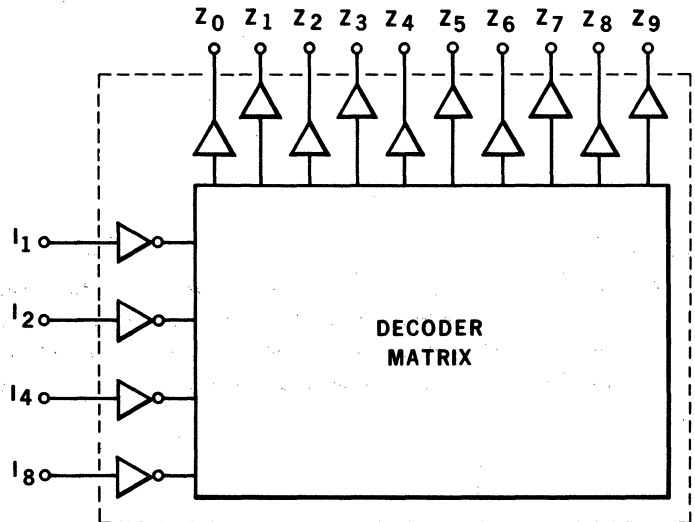 Z0 Z1 Z2 Z3 Z4 Z5 Z6 Z7 Z8 Z9
I1
I2
DECODER
MATRIX
I4
I8